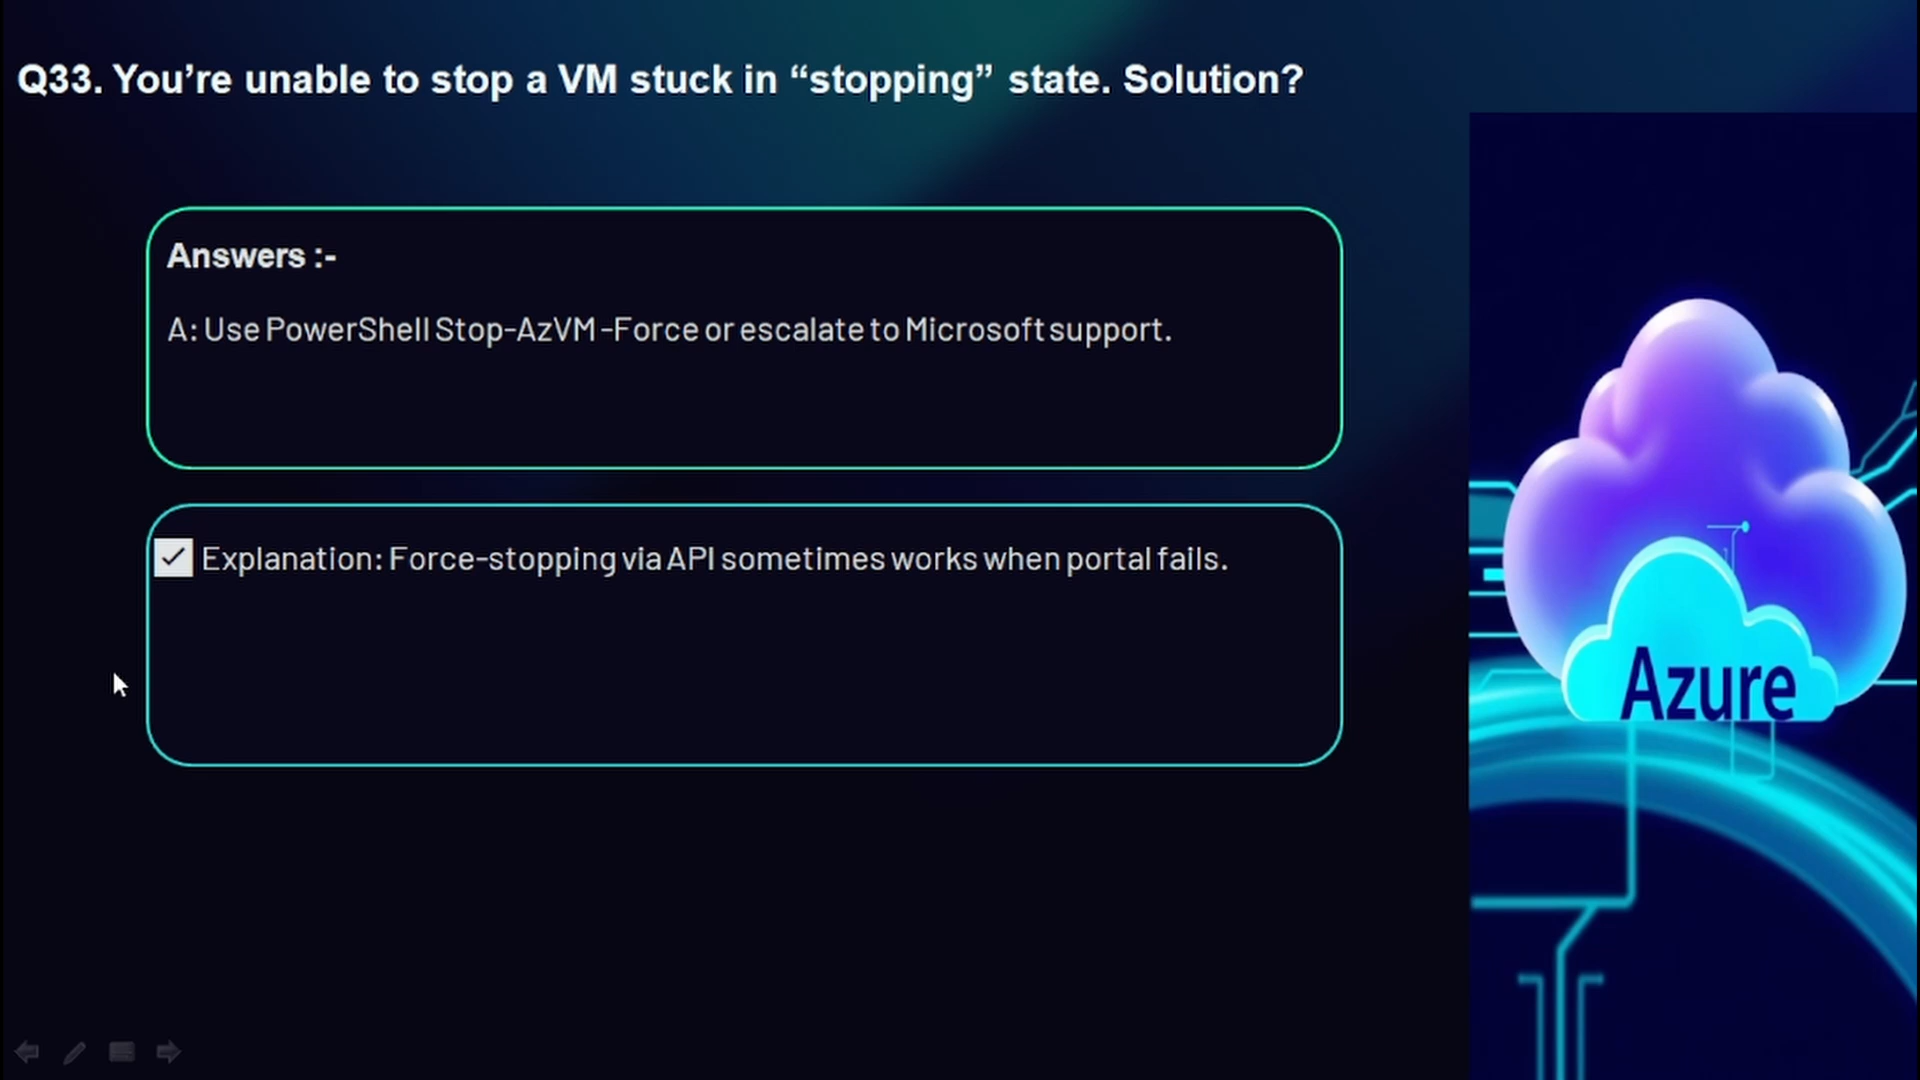 Q33. You’re unable to stop a VM stuck in “stopping” state. Solution?
Answers :-
A: Use PowerShell Stop-AzVM -Force or escalate to Microsoft support.
Explanation: Force-stopping via API sometimes works when portal fails.
Azure